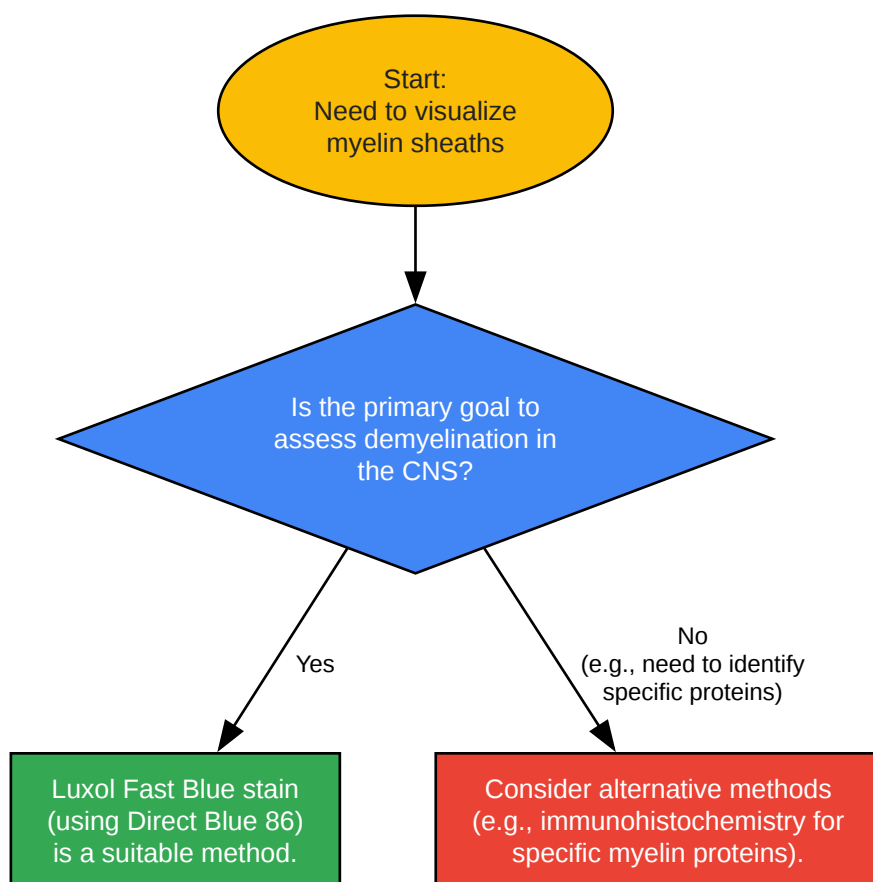 Start:
Need to visualize
myelin sheaths
Is the primary goal to
assess demyelination in
the CNS?
Yes
No
(e.g., need to identify
specific proteins)
Luxol Fast Blue stain
(using Direct Blue 86)
is a suitable method.
Consider alternative methods
(e.g., immunohistochemistry for
specific myelin proteins).